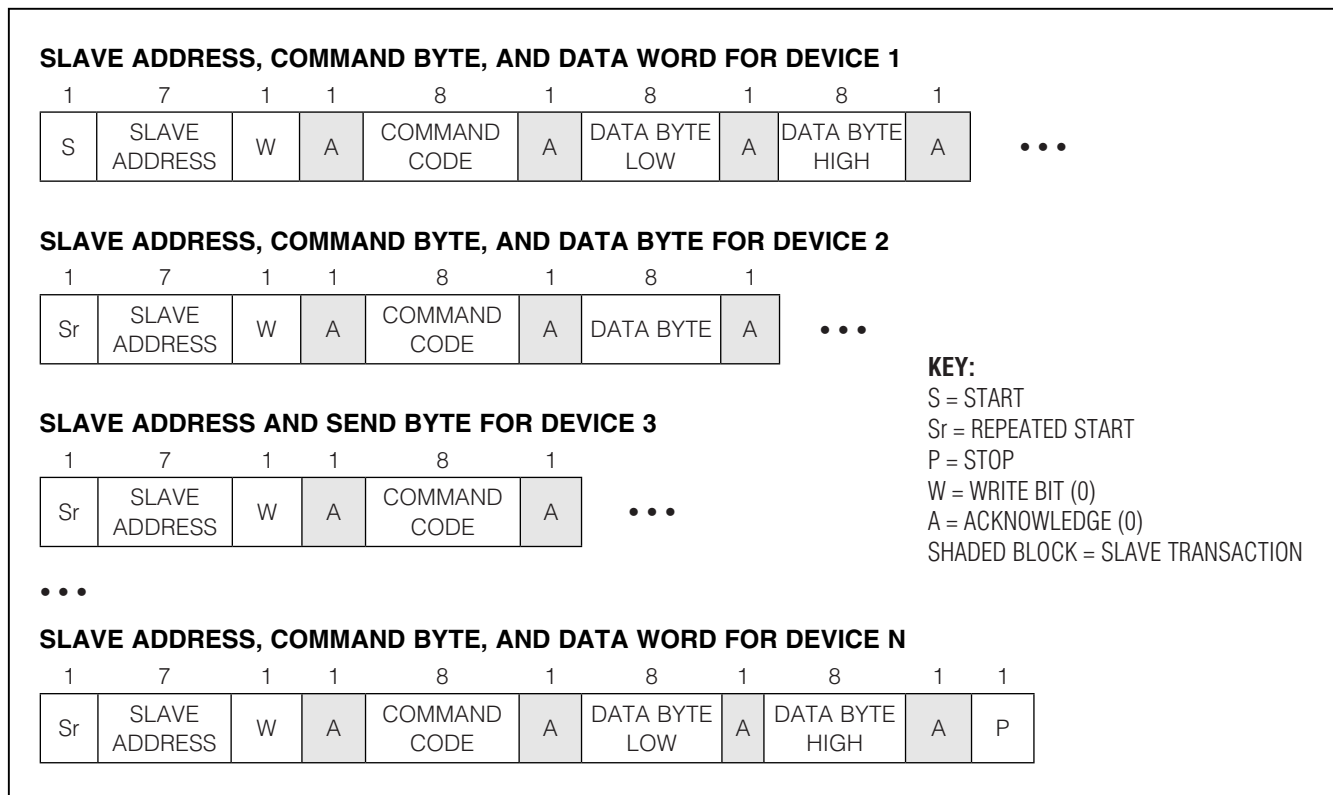 SLAVE ADDRESS, COMMAND BYTE, AND DATA WORD FOR DEVICE 1
1 7 1 1 8 1 8 1 8 1
S SLAVE ADDRESS W A COMMAND CODE A DATA BYTE LOW A DATA BYTE HIGH A •••
SLAVE ADDRESS, COMMAND BYTE, AND DATA BYTE FOR DEVICE 2
1 7 1 1 8 1 8 1
Sr SLAVE ADDRESS W A COMMAND CODE A DATA BYTE A •••
SLAVE ADDRESS AND SEND BYTE FOR DEVICE 3
1 7 1 1 8 1
Sr SLAVE ADDRESS W A COMMAND CODE A •••
KEY:
S = START
Sr = REPEATED START
P = STOP
W = WRITE BIT (0)
A = ACKNOWLEDGE (0)
SHADED BLOCK = SLAVE TRANSACTION
•••
SLAVE ADDRESS, COMMAND BYTE, AND DATA WORD FOR DEVICE N
1 7 1 1 8 1 8 1 8 1 1
Sr SLAVE ADDRESS W A COMMAND CODE A DATA BYTE LOW A DATA BYTE HIGH A P